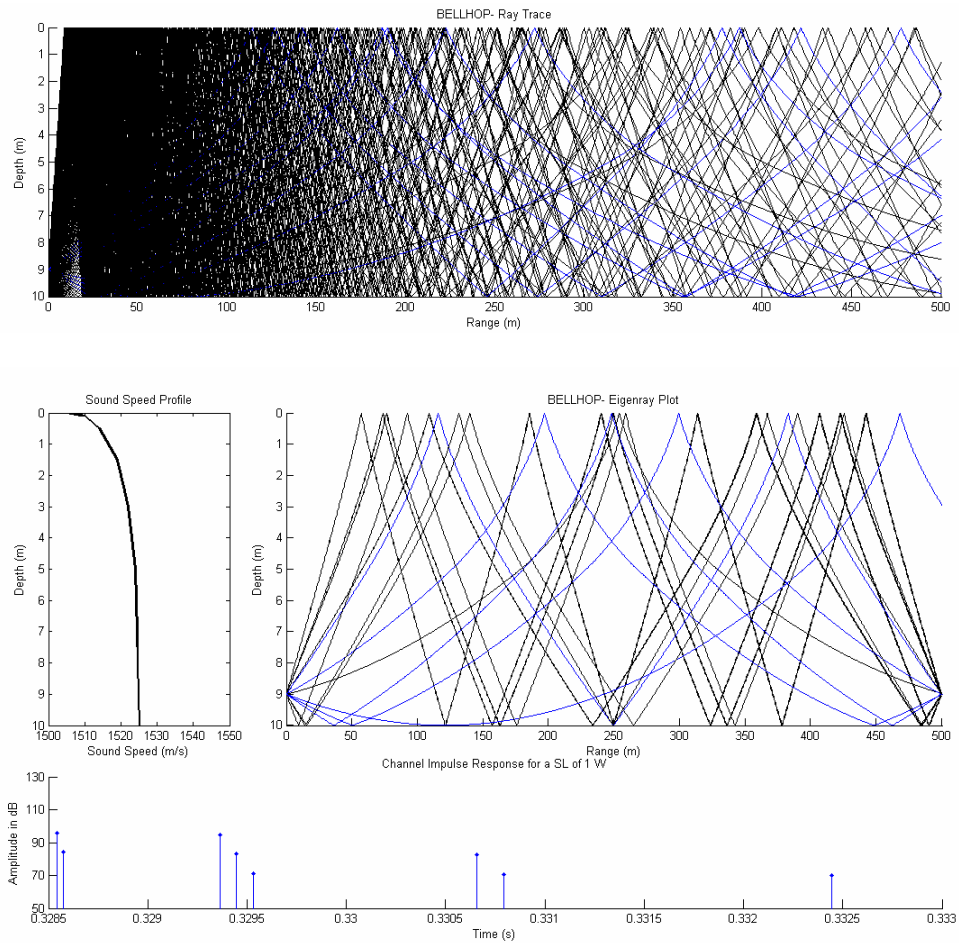 BELLHOP- Ray Trace
0
1
2
3
4
5
6
7
8
9
10
Depth (m)
0 50 100 150 200 250 300 350 400 450 500
Range (m)
Sound Speed Profile
0
1
2
3
4
5
6
7
8
9
10
Depth (m)
1500 1510 1520 1530 1540 1550
Sound Speed (m/s)
BELLHOP- Eigenray Plot
0
1
2
3
4
5
6
7
8
9
10
Depth (m)
0 50 100 150 200 250 300 350 400 450 500
Range (m)
Channel Impulse Response for a SL of 1 W
130
110
90
70
50
Amplitude in dB
0.3285 0.329 0.3295 0.33 0.3305 0.331 0.3315 0.332 0.3325 0.333
Time (s)